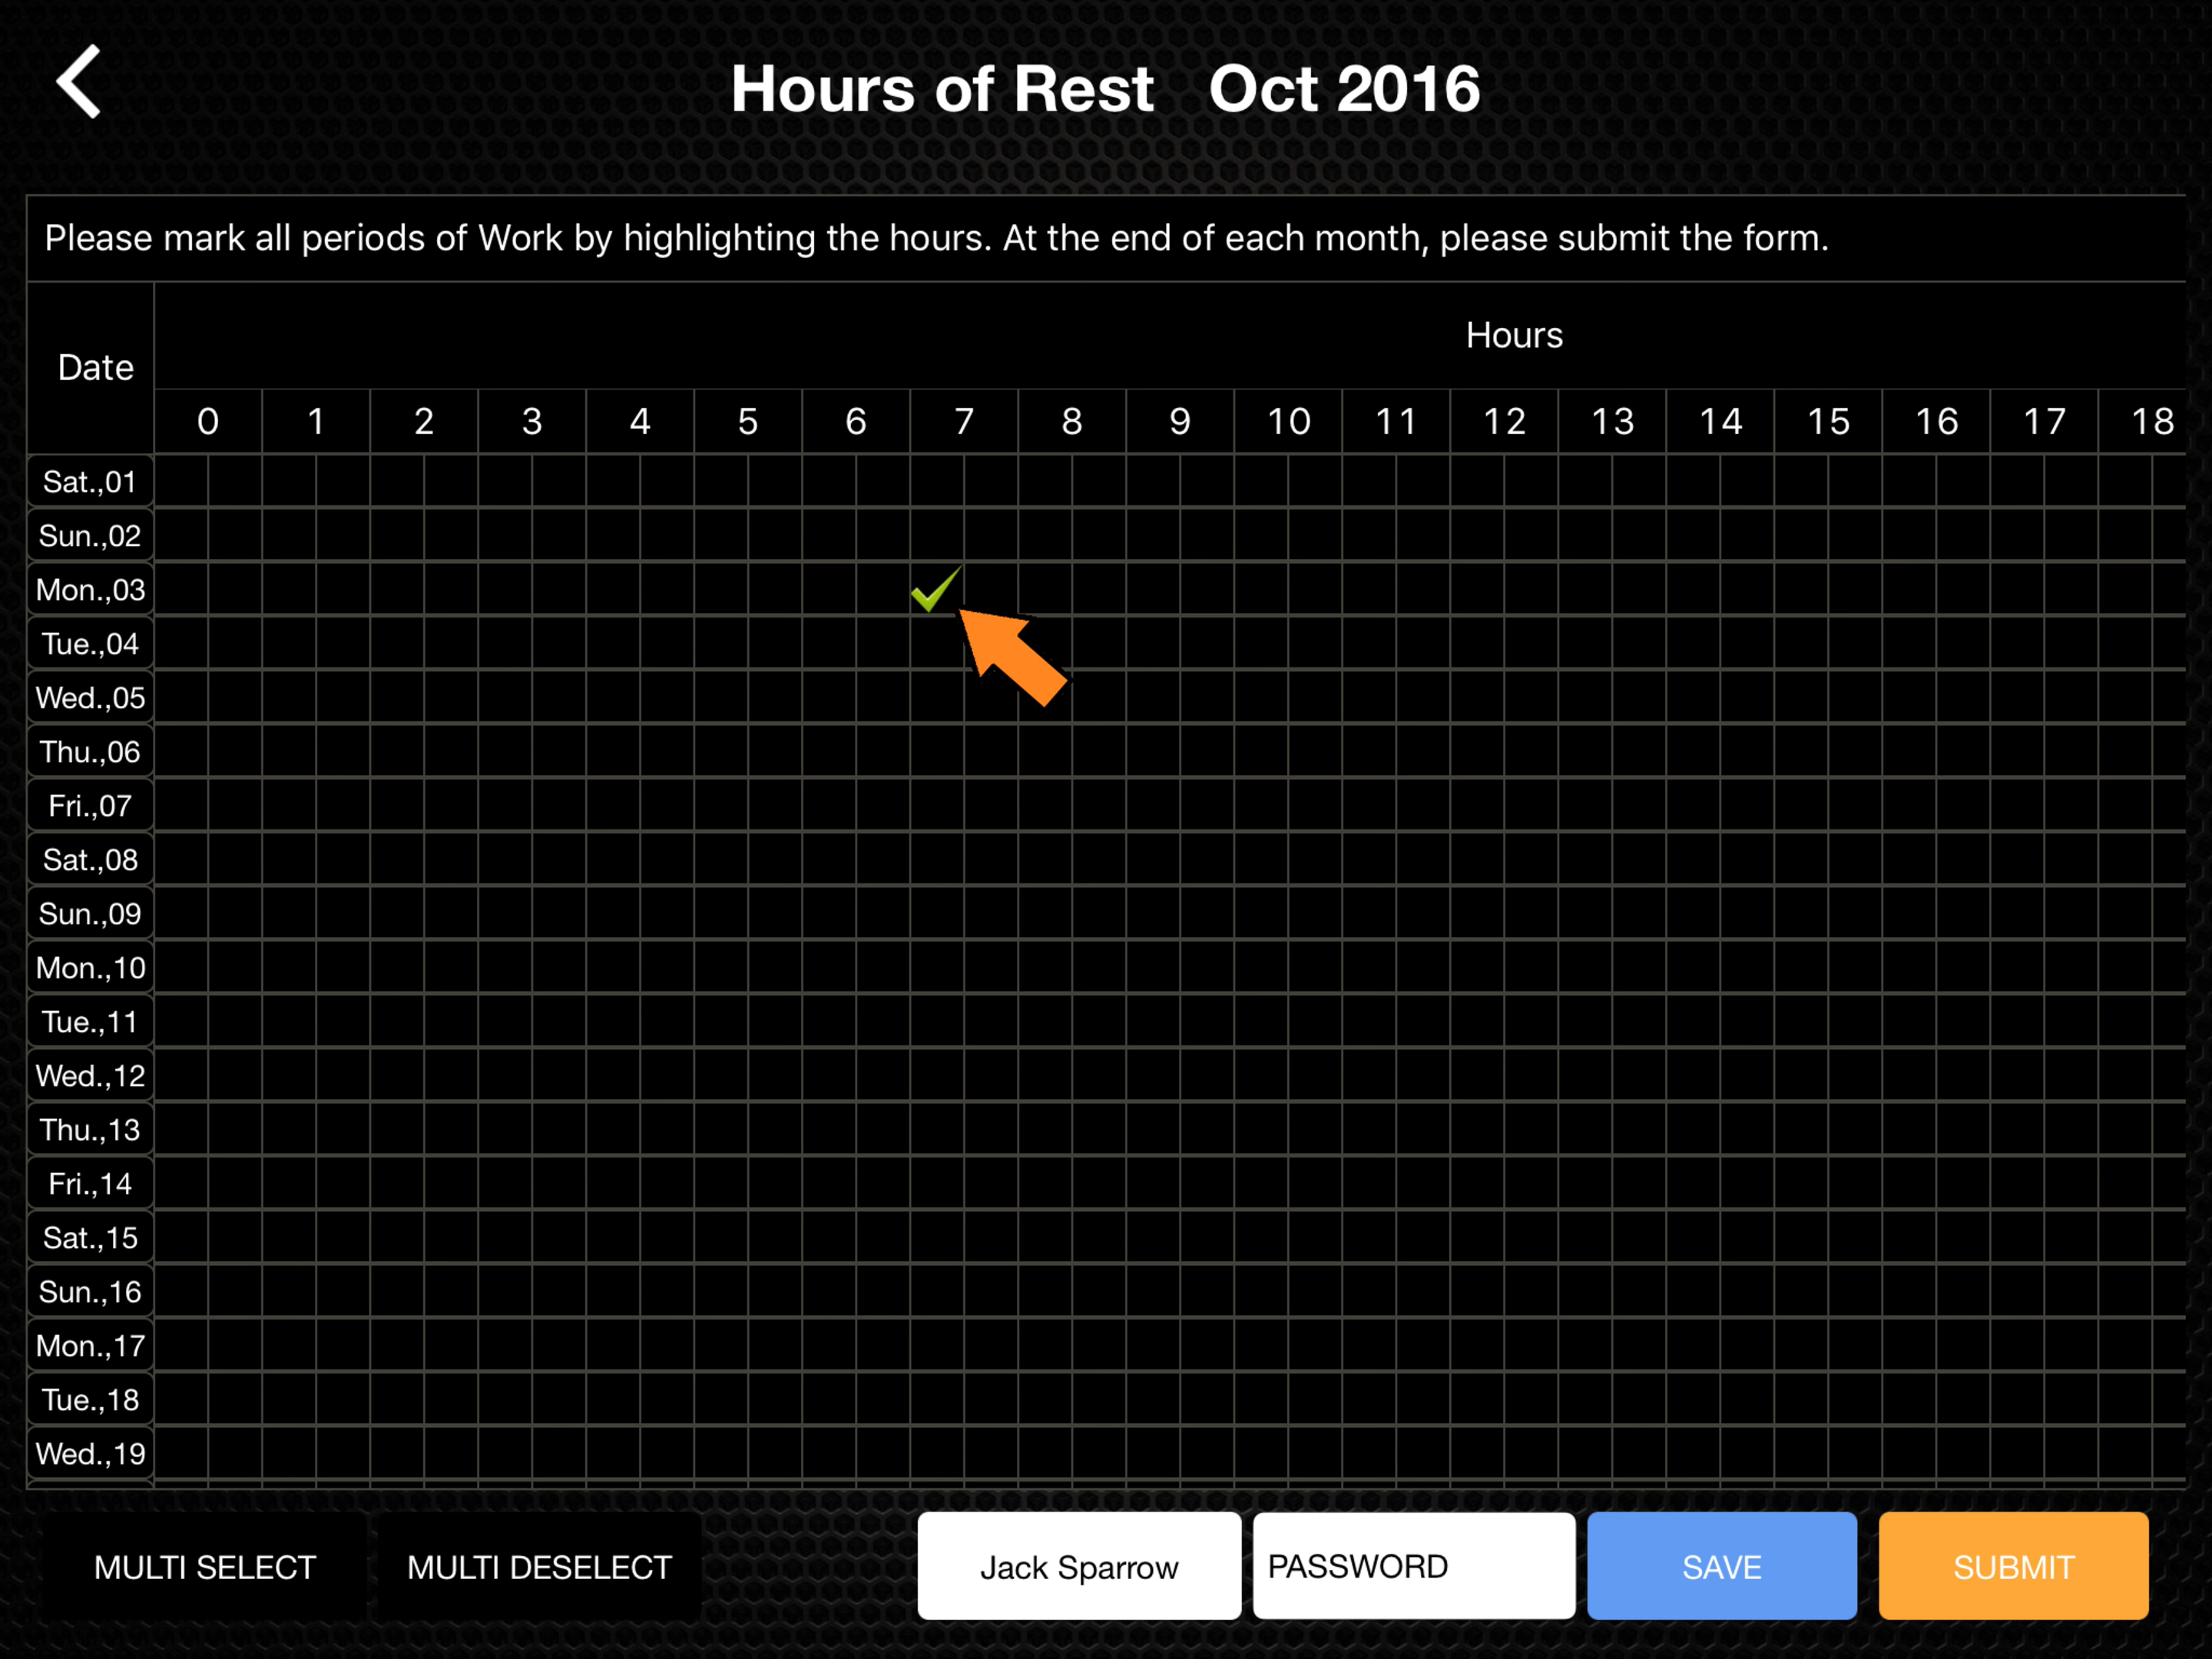 Hours of Rest Oct 2016
Please mark all periods of Work by highlighting the hours. At the end of each month, please submit the form.
Hours
Date
0 1 2 3 4 5 6 7 8 9 10 11 12 13 14 15 16 17 18
Sat.,01
Sun.,02
Mon.,03
Tue.,04
Wed.,05
Thu.,06
Fri.,07
Sat.,08
Sun.,09
Mon.,10
Tue.,11
Wed.,12
Thu.,13
Fri.,14
Sat.,15
Sun.,16
Mon.,17
Tue.,18
Wed.,19
MULTI SELECT MULTI DESELECT Jack Sparrow PASSWORD SAVE SUBMIT